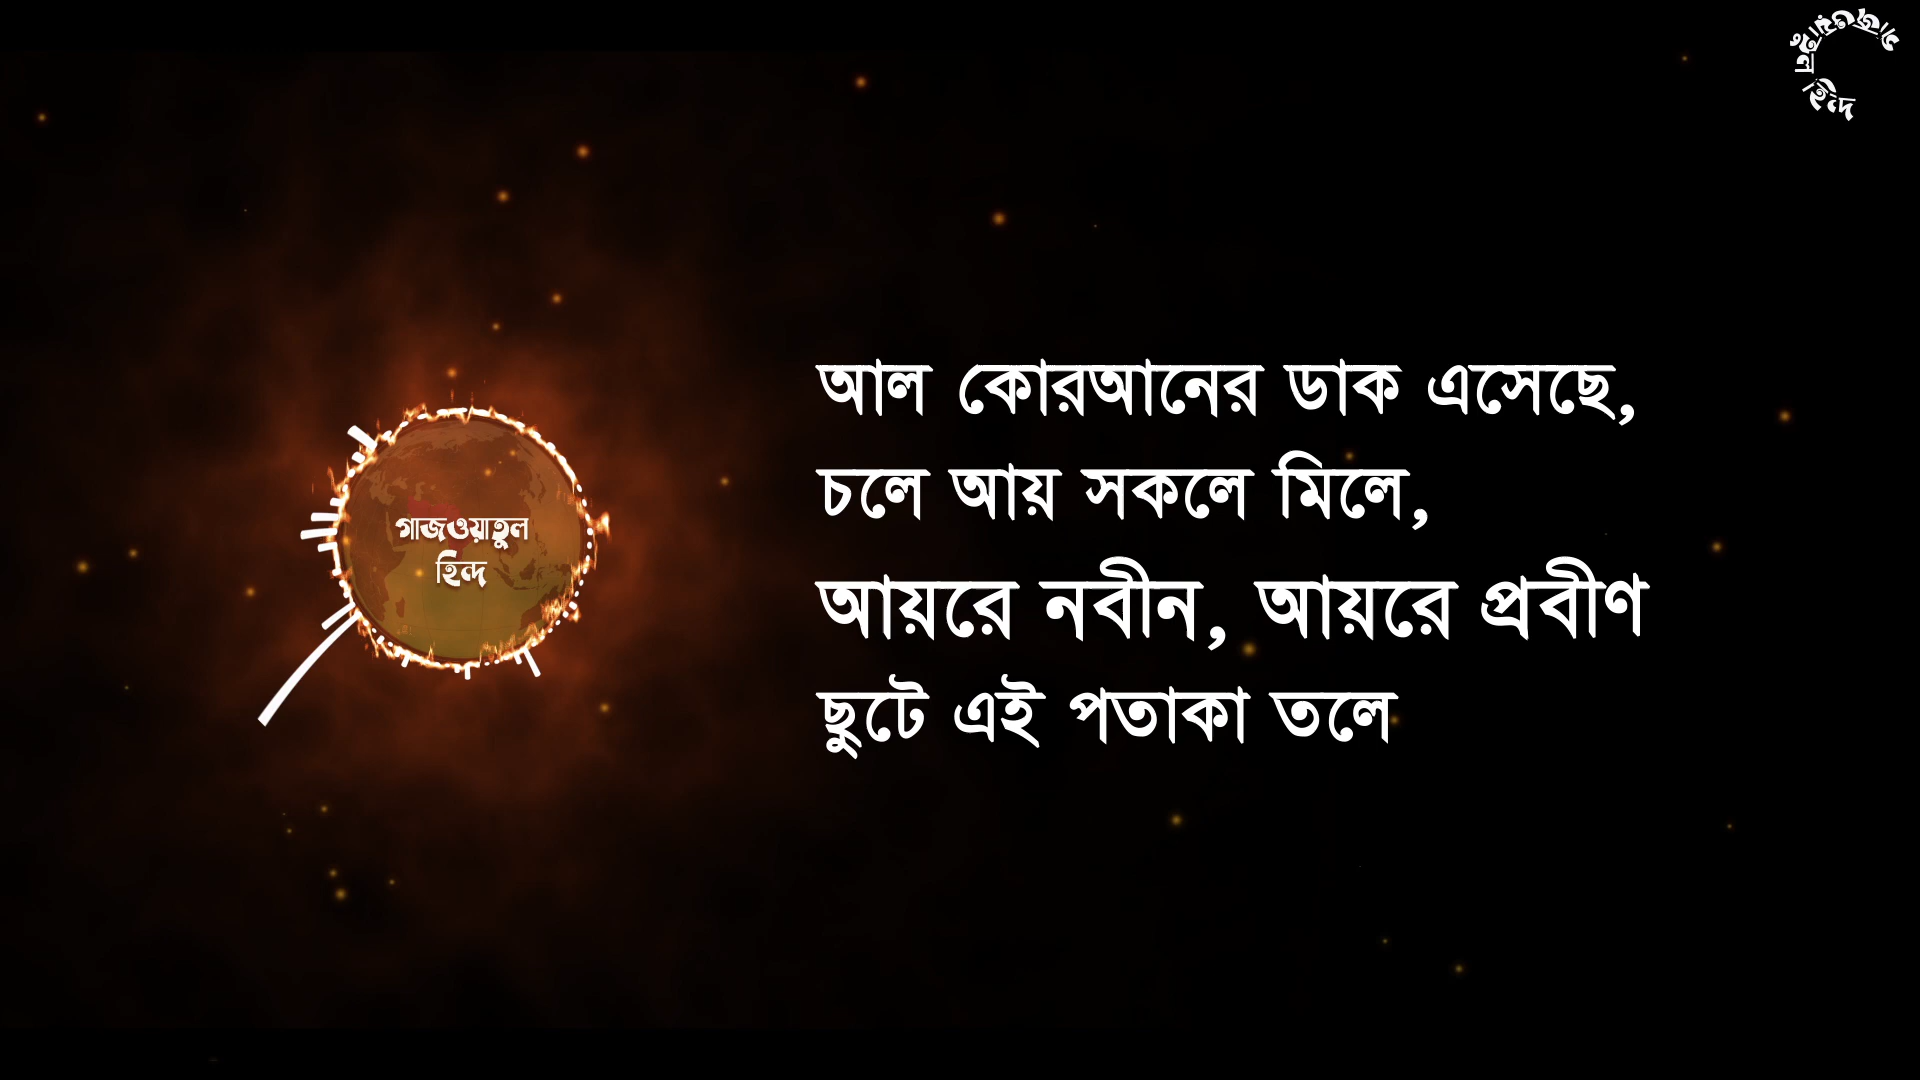 গাজওয়াতুল
হিন্দ
আল কোরআনের ডাক এসেছে,
চলে আয় সকলে মিলে,
আয়রে নবীন, আয়রে প্রবীণ
ছুটে এই পতাকা তলে